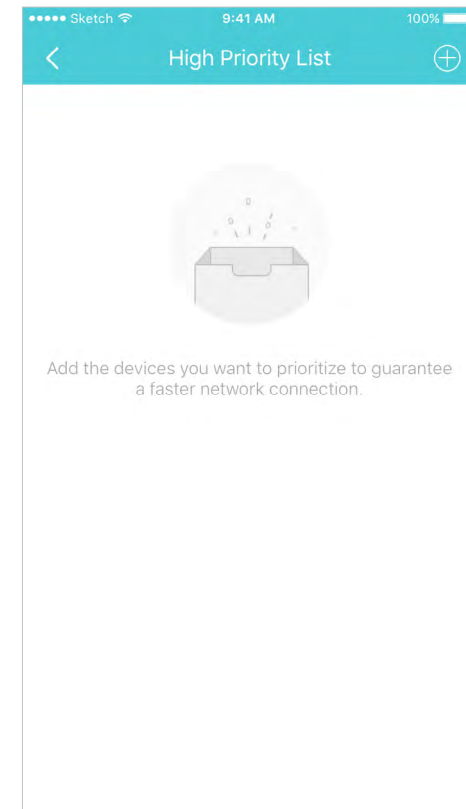 Sketch 9:41 AM 100%
High Priority List
Add the devices you want to prioritize to guarantee
a faster network connection.